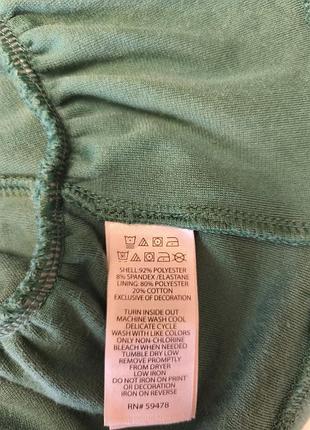 SHELL: 92% POLYESTER
8% SPANDEX /ELASTANE
LINING: 80% POLYESTER
20% COTTON
EXCLUSIVE OF DECORATION
TURN INSIDE OUT
MACHINE WASH COOL
DELICATE CYCLE
WASH WITH LIKE COLORS
ONLY NON-CHLORINE
BLEACH WHEN NEEDED
TUMBLE DRY LOW
REMOVE PROMPTLY
FROM DRYER
LOW IRON
DO NOT IRON ON PRINT
OR DECORATION
IRON ON REVERSE
RN# 59478